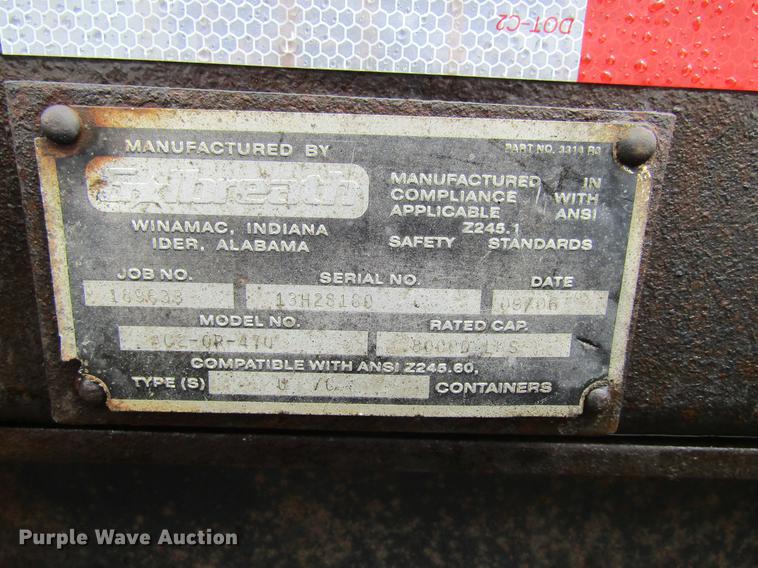 DOT-C2
MANUFACTURED BY
PART NO. 3314 R3
Galbreath
MANUFACTURED IN
COMPLIANCE WITH
APPLICABLE ANSI
Z245.1
SAFETY STANDARDS
WINAMAC, INDIANA
IDER, ALABAMA
JOB NO.
SERIAL NO.
DATE
13H28180
08/06
MODEL NO.
RATED CAP.
COMPATIBLE WITH ANSI Z245.60,
TYPE (S)
CONTAINERS
Purple Wave Auction